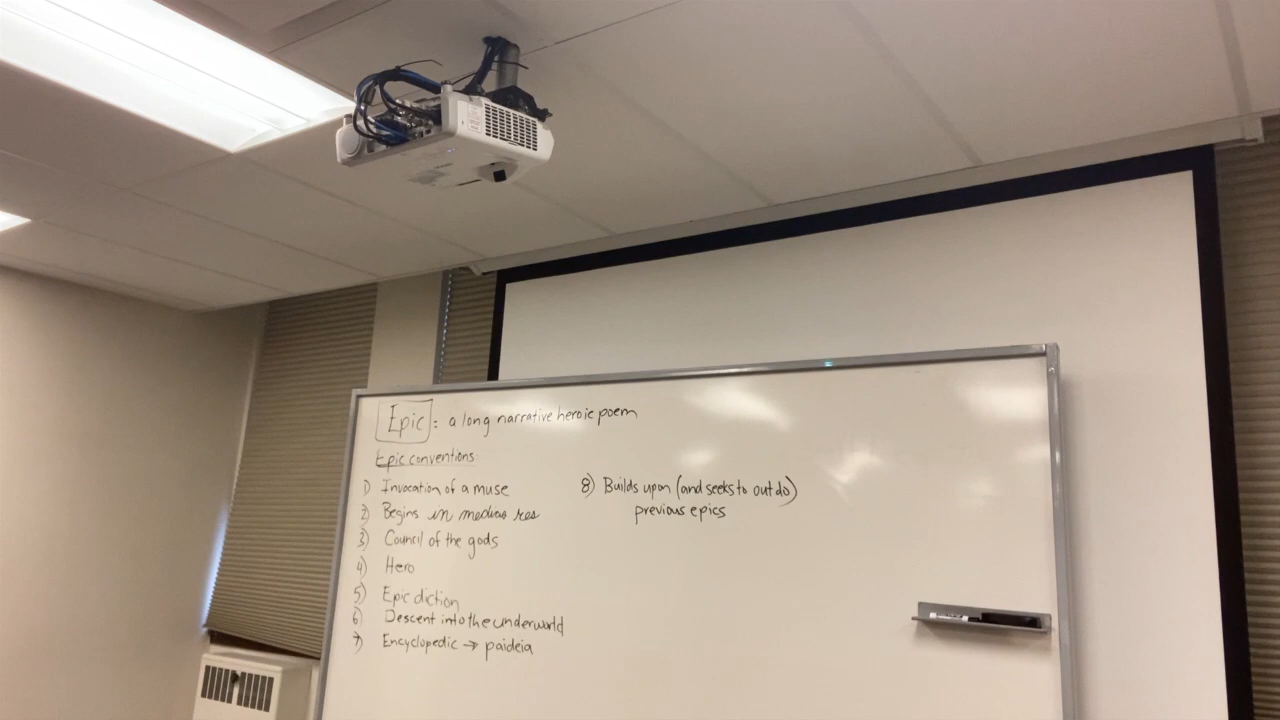 Epic : a long narrative heroic poem
Epic conventions:
1) Invocation of a muse
2) Begins in medias res
3) Council of the gods
4) Hero
5) Epic diction
6) Descent into the underworld
7) Encyclopedic → paideia
8) Builds upon (and seeks to outdo)
previous epics